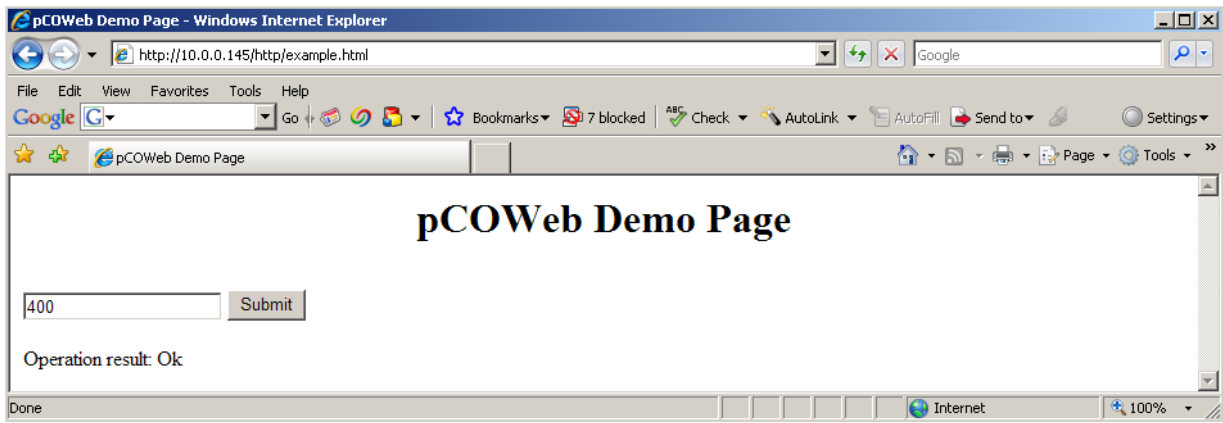 pCOWeb Demo Page - Windows Internet Explorer
http://10.0.0.145/http/example.html Google
File Edit View Favorites Tools Help
Google G Go Bookmarks 7 blocked ABC Check AutoLink AutoFill Send to Settings
pCOWeb Demo Page Page Tools »
pCOWeb Demo Page
400 Submit
Operation result: Ok
Done Internet 100%